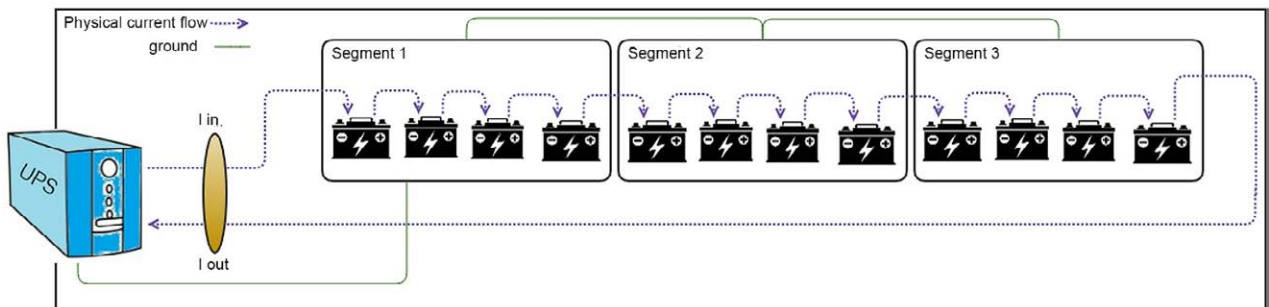 Physical current flow
ground
Segment 1
Segment 2
Segment 3
I in,
UPS
I out